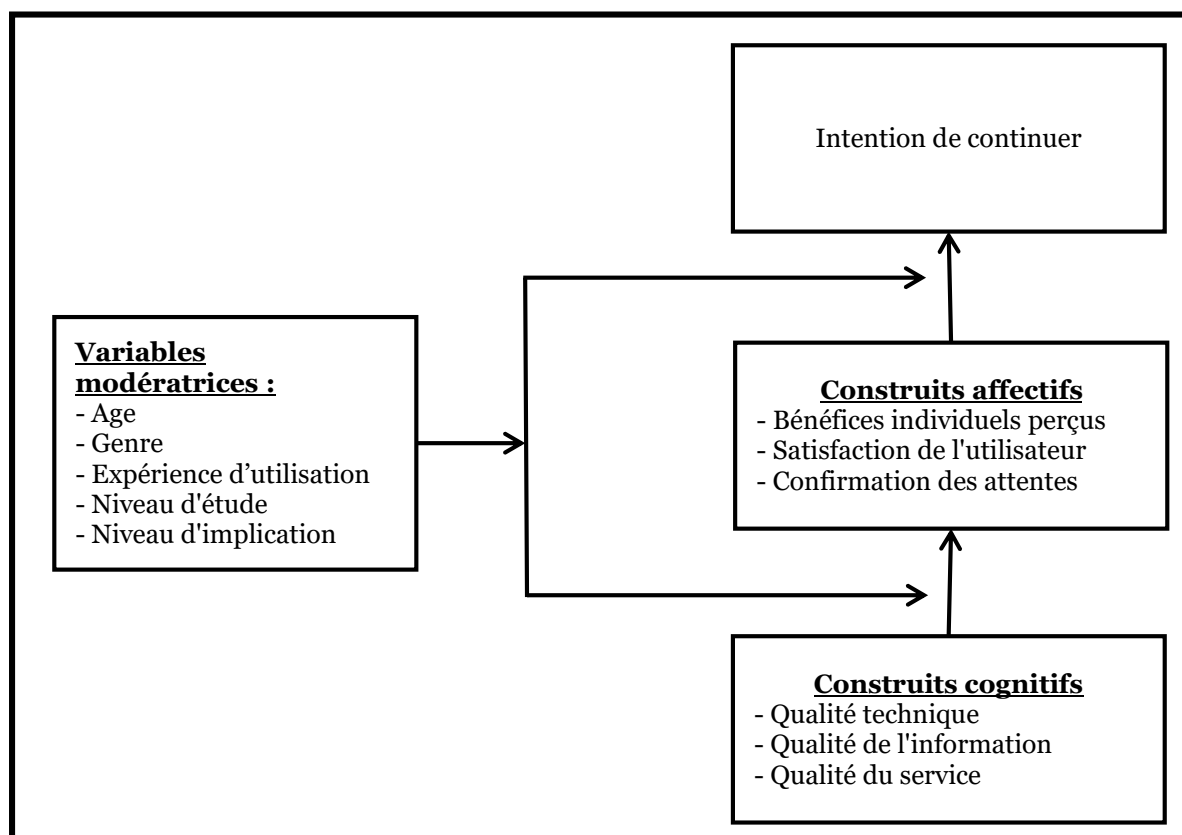 Intention de continuer
Variables
modératrices :
- Age
- Genre
- Expérience d’utilisation
- Niveau d'étude
- Niveau d'implication
Construits affectifs
- Bénéfices individuels perçus
- Satisfaction de l'utilisateur
- Confirmation des attentes
Construits cognitifs
- Qualité technique
- Qualité de l'information
- Qualité du service